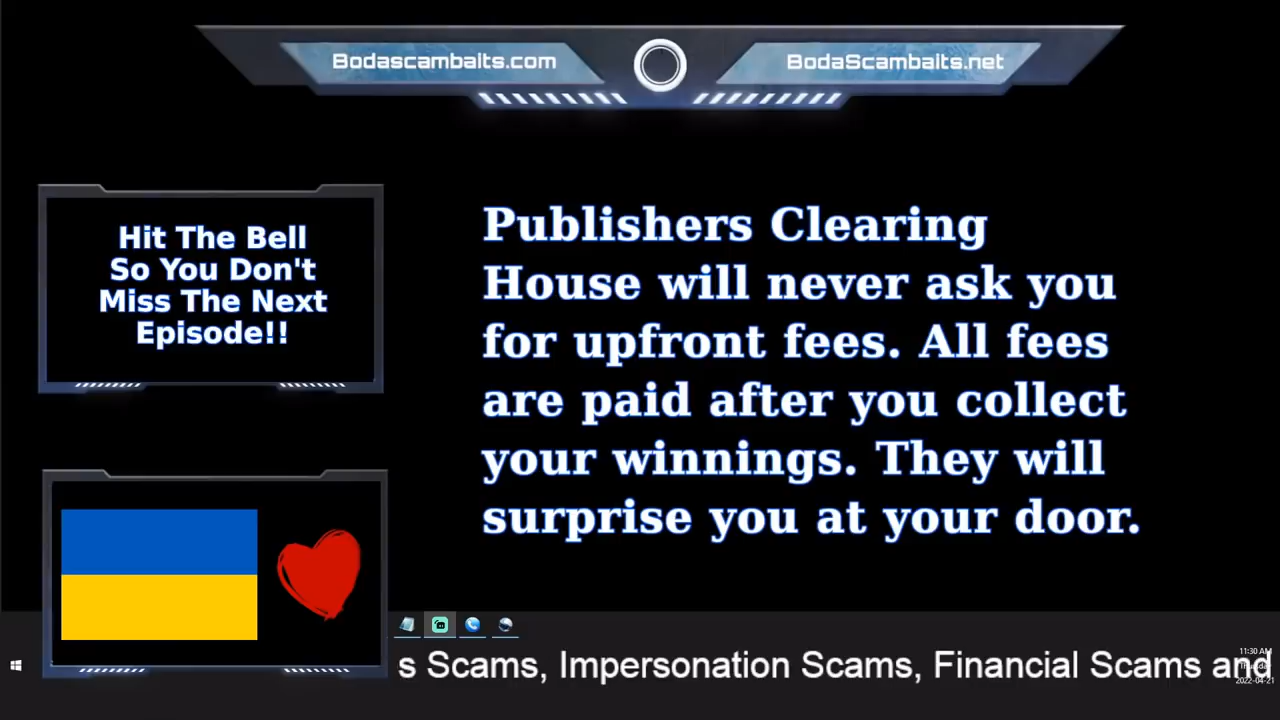 Bodascambaits.com
BodaScambaits.net
Hit The Bell
So You Don't
Miss The Next
Episode!!
Publishers Clearing
House will never ask you
for upfront fees. All fees
are paid after you collect
your winnings. They will
surprise you at your door.
s Scams, Impersonation Scams, Financial Scams and
11:30 AM
Thursday
2022-04-21